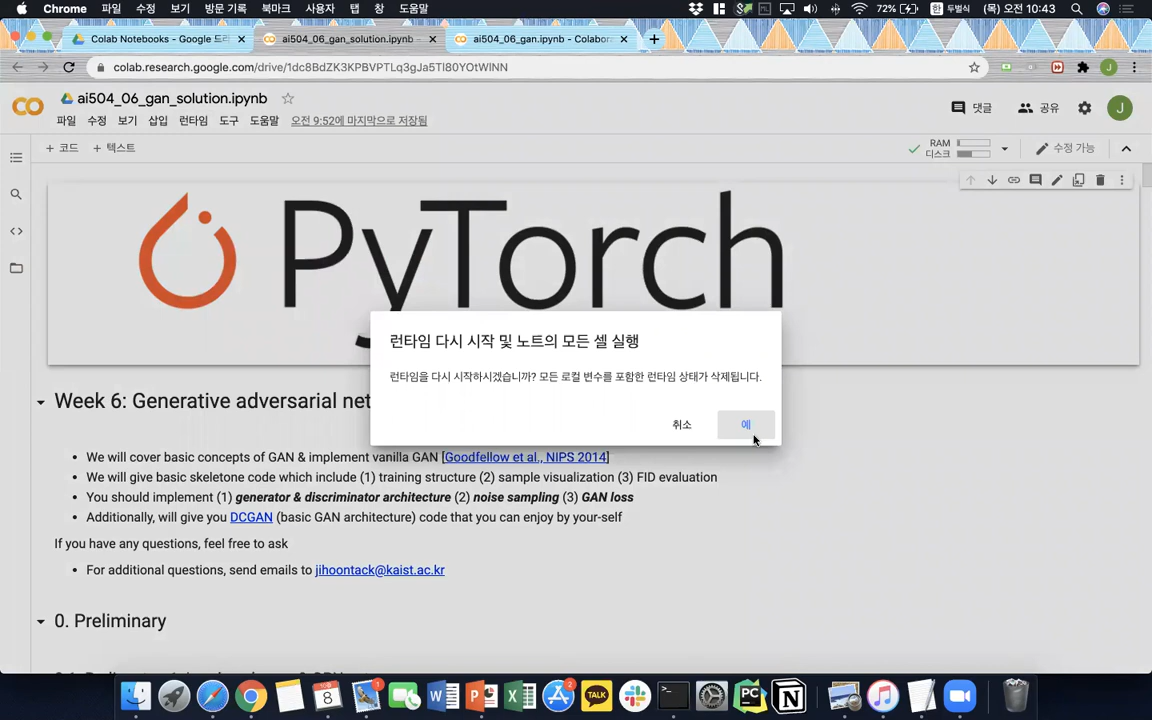 Chrome 파일 수정 보기 방문 기록 북마크 사용자 탭 창 도움말 72% 한 두벌식 (목) 오전 10:43
Colab Notebooks - Google 드 ai504_06_gan_solution.ipynb - ai504_06_gan.ipynb - Colabor
colab.research.google.com/drive/1dc8BdZK3KPBVPTLq3gJa5TI80YOtWINN J
ai504_06_gan_solution.ipynb
파일 수정 보기 삽입 런타임 도구 도움말 오전 9:52에 마지막으로 저장됨 댓글 공유 J
+ 코드 + 텍스트 RAM 디스크 수정 가능
PyTorch
런타임 다시 시작 및 노트의 모든 셀 실행
런타임을 다시 시작하시겠습니까? 모든 로컬 변수를 포함한 런타임 상태가 삭제됩니다.
취소 예
Week 6: Generative adversarial net
We will cover basic concepts of GAN & implement vanilla GAN [Goodfellow et al., NIPS 2014]
We will give basic skeletone code which include (1) training structure (2) sample visualization (3) FID evaluation
You should implement (1) generator & discriminator architecture (2) noise sampling (3) GAN loss
Additionally, will give you DCGAN (basic GAN architecture) code that you can enjoy by your-self
If you have any questions, feel free to ask
For additional questions, send emails to jihoontack@kaist.ac.kr
0. Preliminary
8 1 W P X 2 TALK PC N